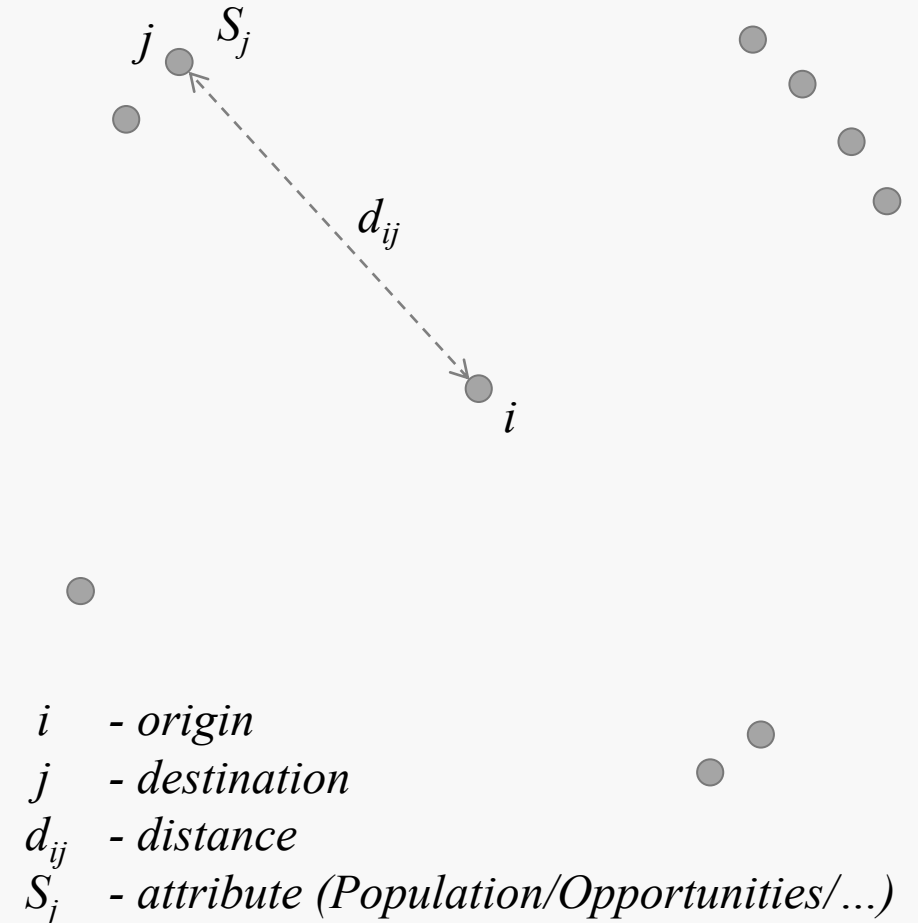 j S_j
d_ij
i
i - origin
j - destination
d_ij - distance
S_j - attribute (Population/Opportunities/...)